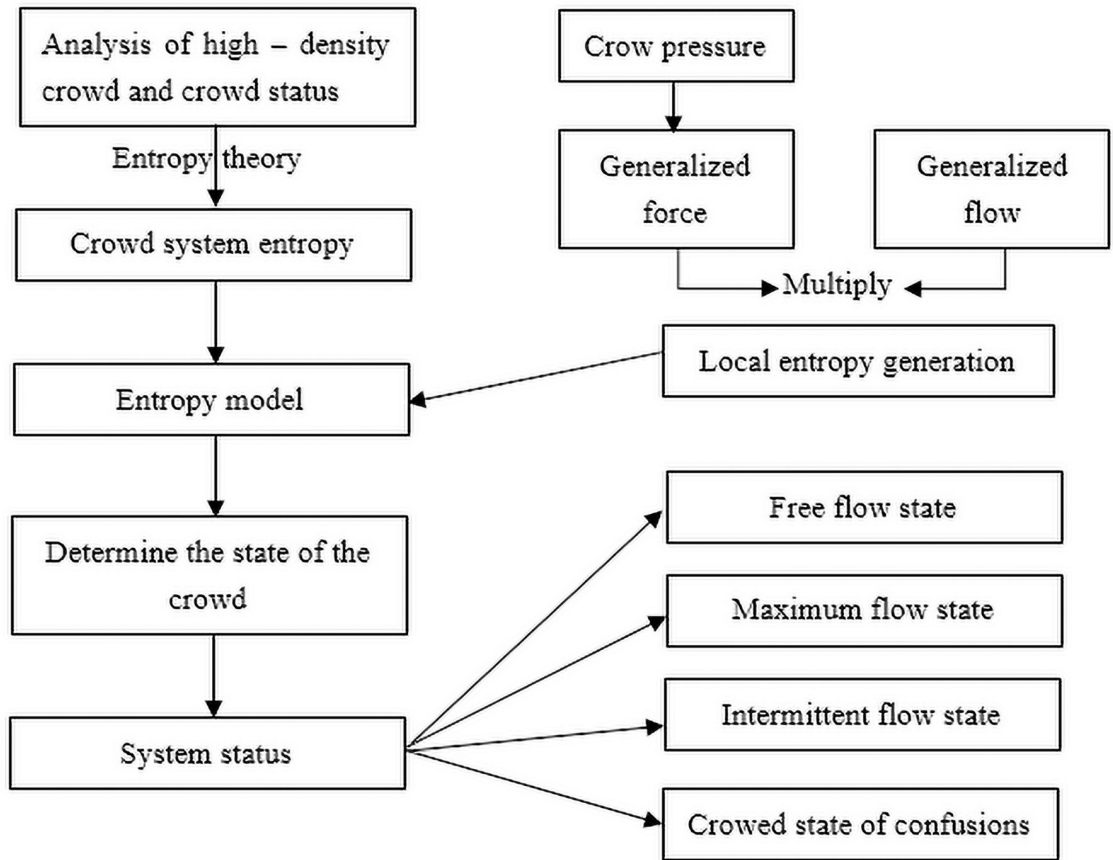 Analysis of high – density
crowd and crowd status
Entropy theory
Crowd system entropy
Entropy model
Determine the state of the
crowd
System status
Crow pressure
Generalized
force
Generalized
flow
Multiply
Local entropy generation
Free flow state
Maximum flow state
Intermittent flow state
Crowed state of confusions